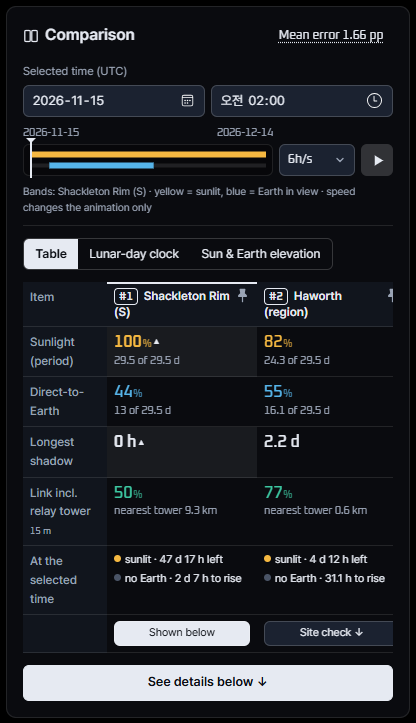 Comparison
Mean error 1.66 pp
Selected time (UTC)
2026-11-15
오전 02:00
2026-11-15
2026-12-14
6h/s
Bands: Shackleton Rim (S) · yellow = sunlit, blue = Earth in view · speed
changes the animation only
Table
Lunar-day clock
Sun & Earth elevation
Item
#1 Shackleton Rim
(S)
#2 Haworth
(region)
Sunlight
(period)
100%▲
29.5 of 29.5 d
82%
24.3 of 29.5 d
Direct-to-
Earth
44%
13 of 29.5 d
55%
16.1 of 29.5 d
Longest
shadow
0 h▲
2.2 d
Link incl.
relay tower
15 m
50%
nearest tower 9.3 km
77%
nearest tower 0.6 km
At the
selected
time
sunlit · 47 d 17 h left
no Earth · 2 d 7 h to rise
sunlit · 4 d 12 h left
no Earth · 31.1 h to rise
Shown below
Site check ↓
See details below ↓